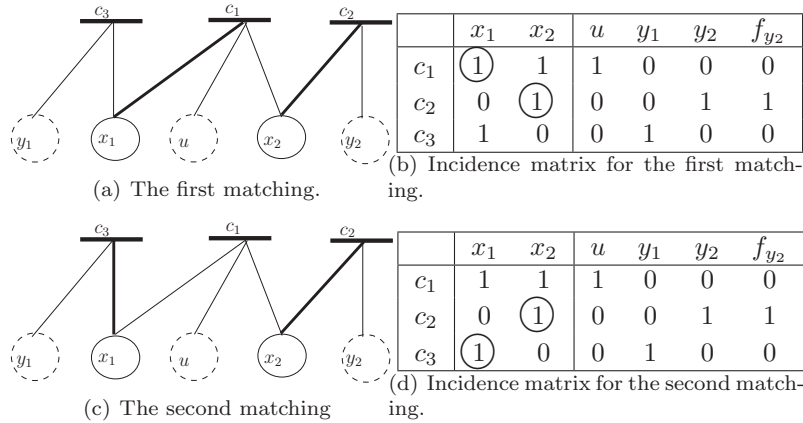 c3 c1 c2
y1 x1 u x2 y2
(a) The first matching.
x1 x2 u y1 y2 fy2
c1 1 1 1 0 0 0
c2 0 1 0 0 1 1
c3 1 0 0 1 0 0
(b) Incidence matrix for the first match-
ing.
c3 c1 c2
y1 x1 u x2 y2
(c) The second matching
x1 x2 u y1 y2 fy2
c1 1 1 1 0 0 0
c2 0 1 0 0 1 1
c3 1 0 0 1 0 0
(d) Incidence matrix for the second match-
ing.